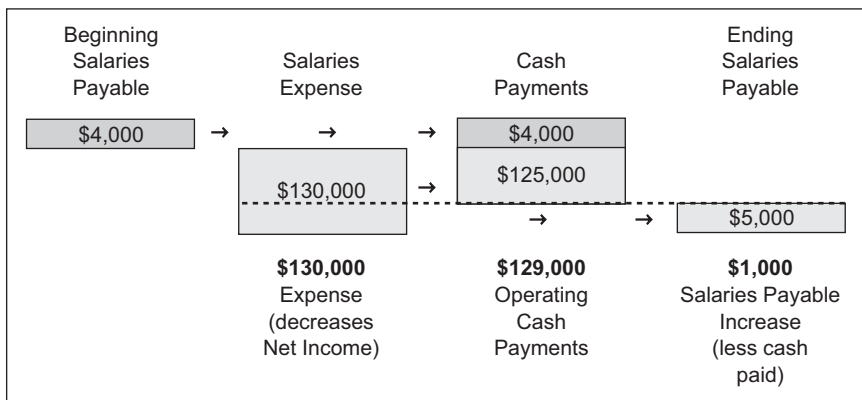 Beginning
Salaries
Payable
Salaries
Expense
Cash
Payments
Ending
Salaries
Payable
$4,000 → → → $4,000
$130,000 → $125,000
→ → $5,000
$130,000
Expense
(decreases
Net Income)
$129,000
Operating
Cash
Payments
$1,000
Salaries Payable
Increase
(less cash
paid)